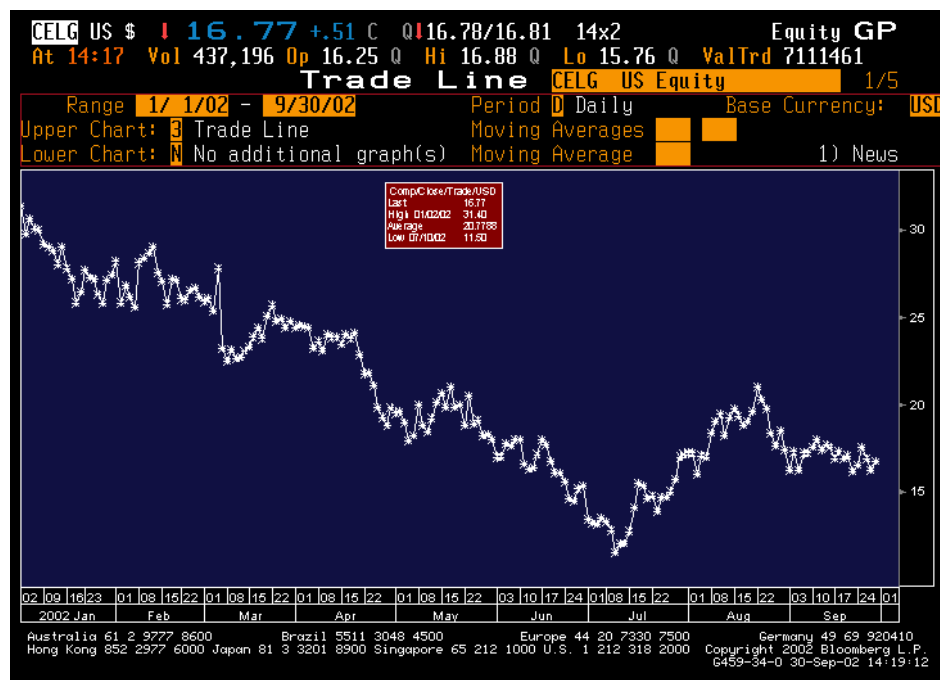 CELG US $ 16.77 +.51 C Q 16.78/16.81 14x2 Equity GP
At 14:17 Vol 437,196 Op 16.25 Q Hi 16.88 Q Lo 15.76 Q ValTrd 7111461
Trade Line CELG US Equity 1/5
Range 1/ 1/02 - 9/30/02 Period D Daily Base Currency: USD
Upper Chart: 3 Trade Line Moving Averages
Lower Chart: N No additional graph(s) Moving Average 1) News
Comp/Close/Trade/USD
Last 16.77
High 01/02/02 31.40
Average 20.7788
Low 07/10/02 11.50
30
25
20
15
02 09 16 23 01 08 15 22 01 08 15 22 01 08 15 22 01 08 15 22 03 10 17 24 01 08 15 22 01 08 15 22 03 10 17 24 01
2002 Jan Feb Mar Apr May Jun Jul Aug Sep
Australia 61 2 9777 8600 Brazil 5511 3048 4500 Europe 44 20 7330 7500 Germany 49 69 920410
Hong Kong 852 2977 6000 Japan 81 3 3201 8900 Singapore 65 212 1000 U.S. 1 212 318 2000 Copyright 2002 Bloomberg L.P.
G459-34-0 30-Sep-02 14:19:12